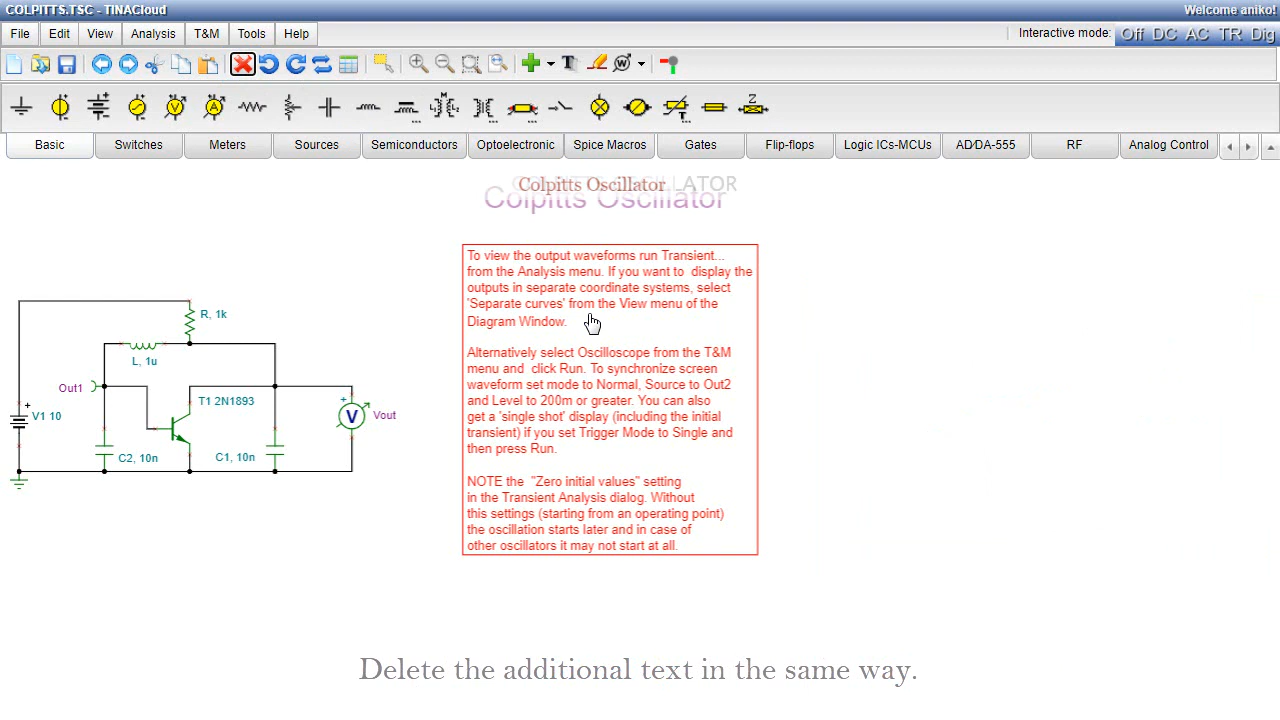 COLPITTS.TSC - TINACloud
Welcome aniko!
File Edit View Analysis T&M Tools Help
Interactive mode: Off DC AC TR Dig
Basic Switches Meters Sources Semiconductors Optoelectronic Spice Macros Gates Flip-flops Logic ICs-MCUs AD/DA-555 RF Analog Control
Colpitts Oscillator
LATOR
Colpitts Oscillator
To view the output waveforms run Transient...
from the Analysis menu. If you want to display the
outputs in separate coordinate systems, select
'Separate curves' from the View menu of the
Diagram Window.
Alternatively select Oscilloscope from the T&M
menu and click Run. To synchronize screen
waveform set mode to Normal, Source to Out2
and Level to 200m or greater. You can also
get a 'single shot' display (including the initial
transient) if you set Trigger Mode to Single and
then press Run.
NOTE the "Zero initial values" setting
in the Transient Analysis dialog. Without
this settings (starting from an operating point)
the oscillation starts later and in case of
other oscillators it may not start at all.
R, 1k
L, 1u
Out1
T1 2N1893
V1 10
+
+
V
Vout
C2, 10n
C1, 10n
Delete the additional text in the same way.